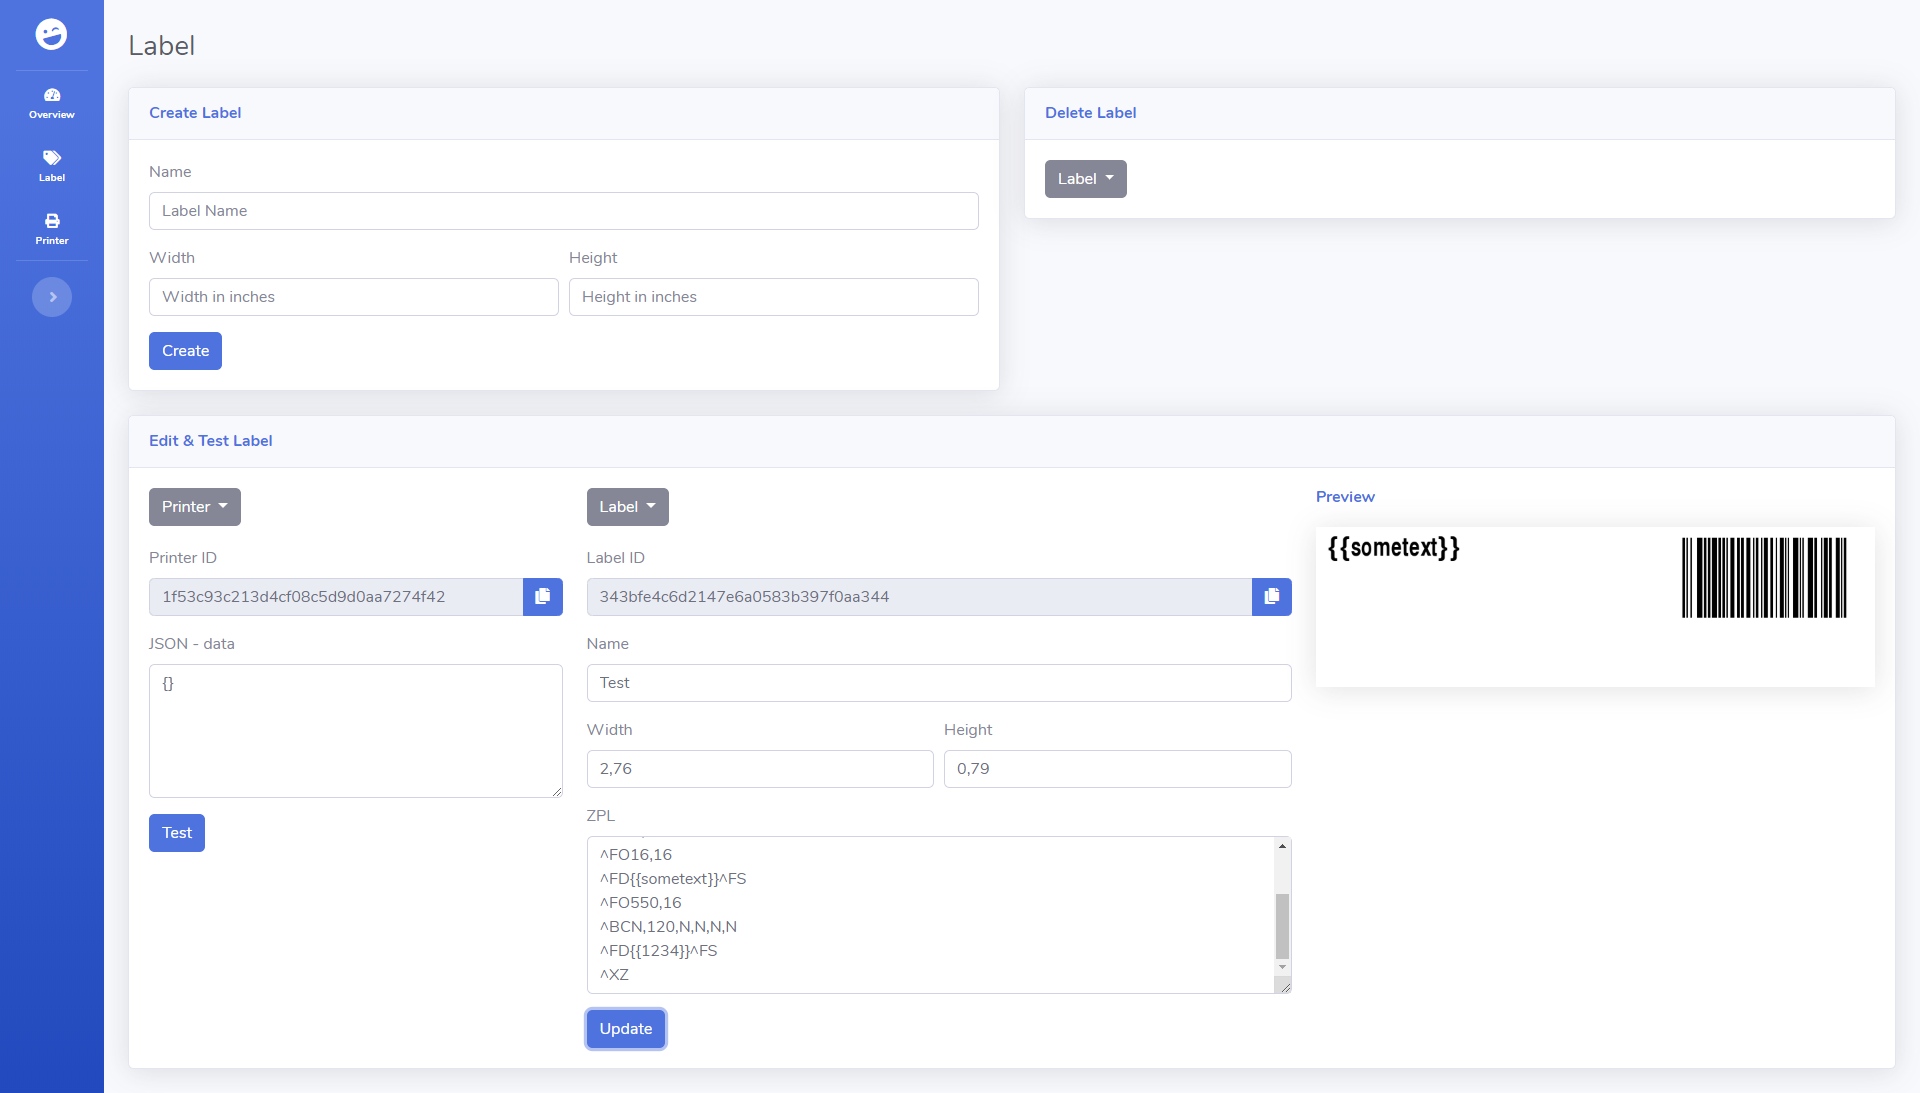 Overview
Label
Printer
Label
Create Label
Name
Label Name
Width
Height
Width in inches
Height in inches
Create
Delete Label
Label
Edit & Test Label
Printer
Printer ID
1f53c93c213d4cf08c5d9d0aa7274f42
JSON - data
{}
Test
Label
Label ID
343bfe4c6d2147e6a0583b397f0aa344
Name
Test
Width
Height
2,76
0,79
ZPL
^FO16,16
^FD{{sometext}}^FS
^FO550,16
^BCN,120,N,N,N,N
^FD{{1234}}^FS
^XZ
Update
Preview
{{sometext}}